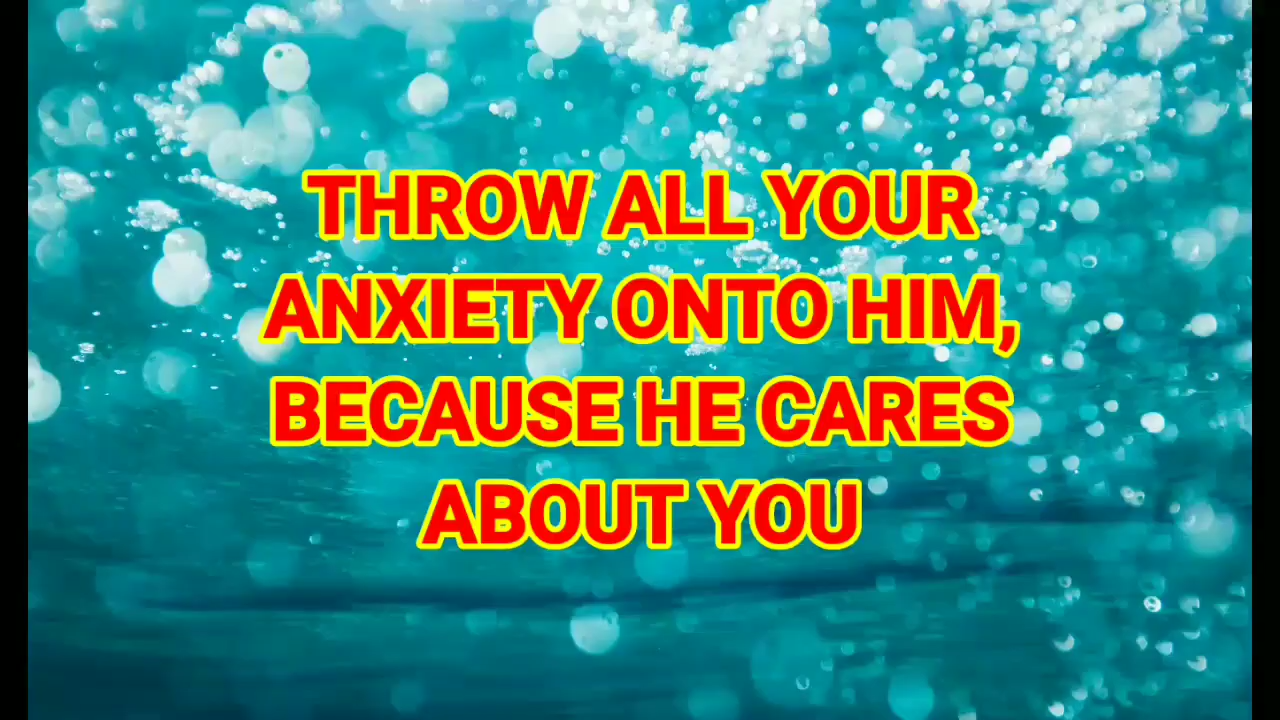 THROW ALL YOUR
ANXIETY ONTO HIM,
BECAUSE HE CARES
ABOUT YOU